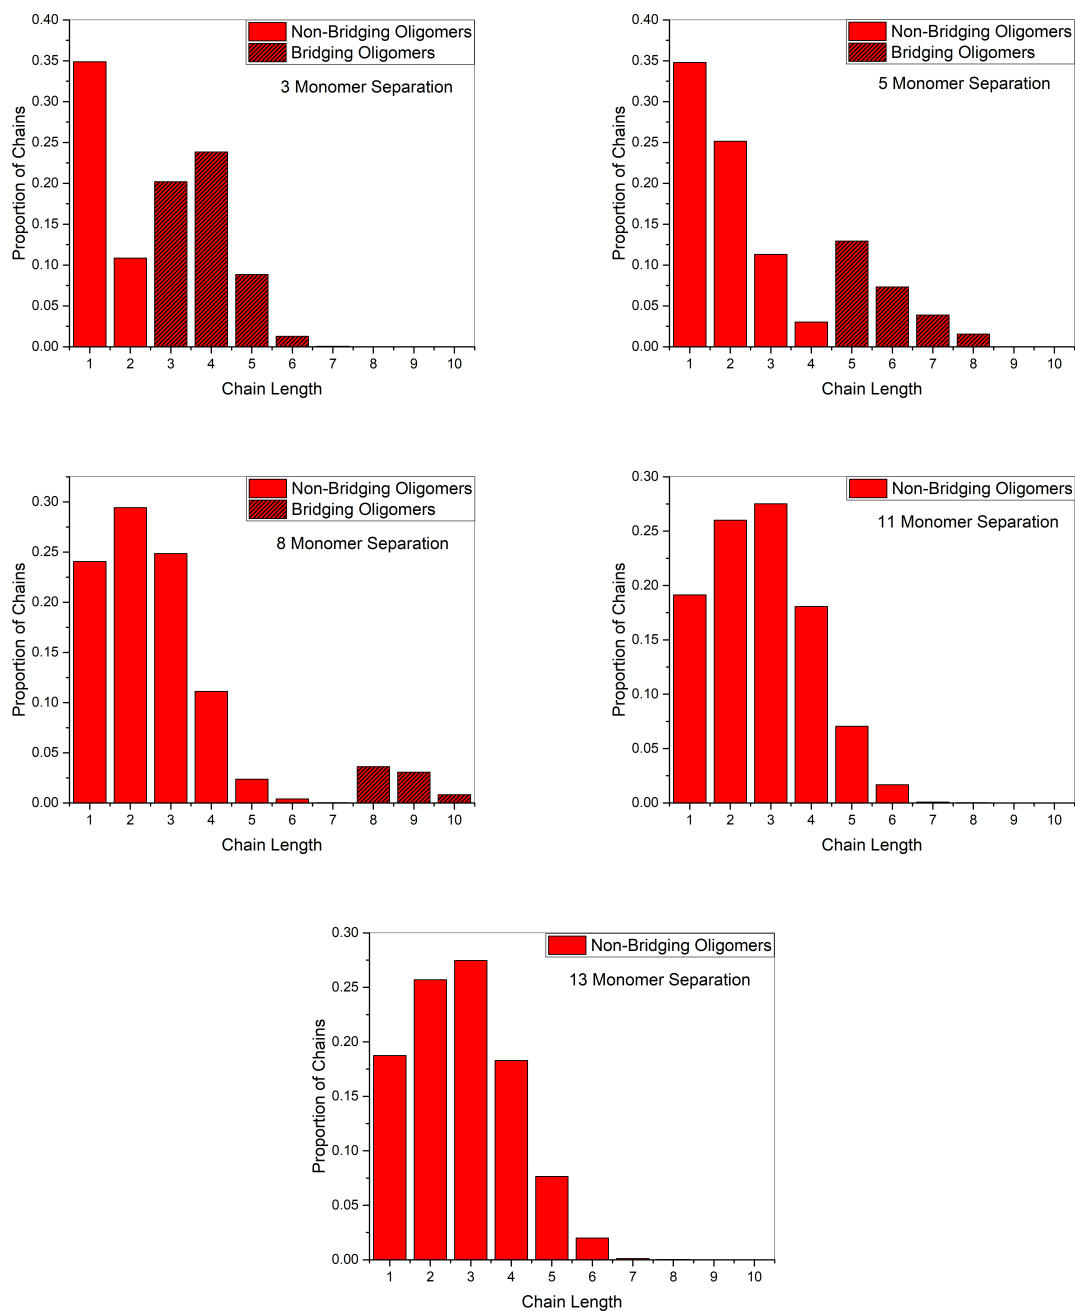 Non-Bridging Oligomers
Bridging Oligomers
3 Monomer Separation
Proportion of Chains
0.40
0.35
0.30
0.25
0.20
0.15
0.10
0.05
0.00
1 2 3 4 5 6 7 8 9 10
Chain Length
Non-Bridging Oligomers
Bridging Oligomers
5 Monomer Separation
Proportion of Chains
0.40
0.35
0.30
0.25
0.20
0.15
0.10
0.05
0.00
1 2 3 4 5 6 7 8 9 10
Chain Length
Non-Bridging Oligomers
Bridging Oligomers
8 Monomer Separation
Proportion of Chains
0.30
0.25
0.20
0.15
0.10
0.05
0.00
1 2 3 4 5 6 7 8 9 10
Chain Length
Non-Bridging Oligomers
11 Monomer Separation
Proportion of Chains
0.30
0.25
0.20
0.15
0.10
0.05
0.00
1 2 3 4 5 6 7 8 9 10
Chain Length
Non-Bridging Oligomers
13 Monomer Separation
Proportion of Chains
0.30
0.25
0.20
0.15
0.10
0.05
0.00
1 2 3 4 5 6 7 8 9 10
Chain Length